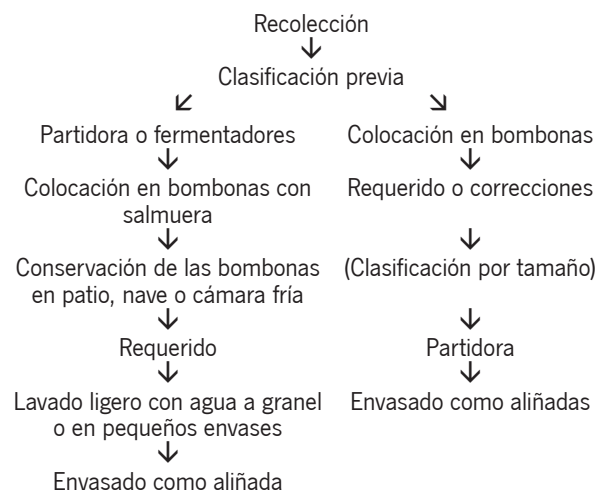 Recolección
Clasificación previa
Partidora o fermentadores
Colocación en bombonas con
salmuera
Conservación de las bombonas
en patio, nave o cámara fría
Requerido
Lavado ligero con agua a granel
o en pequeños envases
Envasado como aliñada
Colocación en bombonas
Requerido o correcciones
(Clasificación por tamaño)
Partidora
Envasado como aliñadas